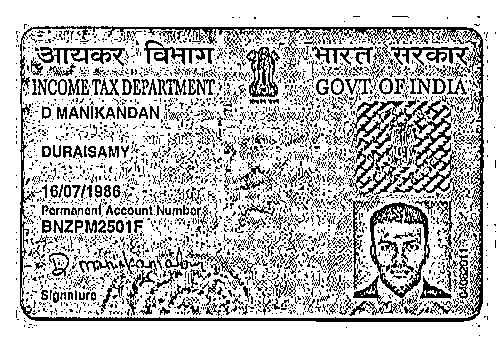 आयकर विभाग
भारत सरकार
INCOME TAX DEPARTMENT
GOVT. OF INDIA
D MANIKANDAN
DURAISAMY
16/07/1986
Permanent Account Number
BNZPM2501F
D manikandan
Signature